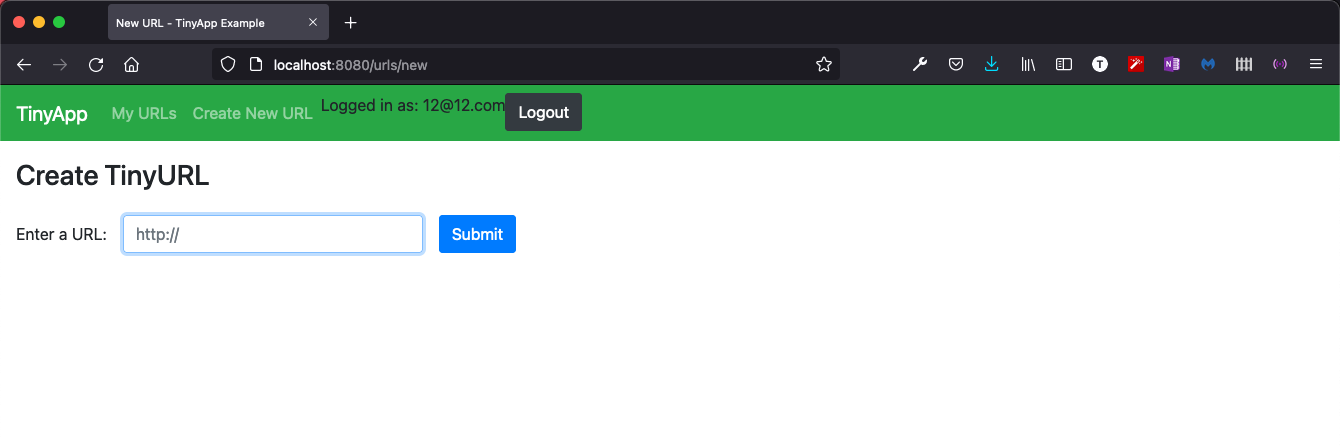 New URL - TinyApp Example
localhost:8080/urls/new
T
N
TinyApp My URLs Create New URL Logged in as: 12@12.com Logout
Create TinyURL
Enter a URL: http:// Submit